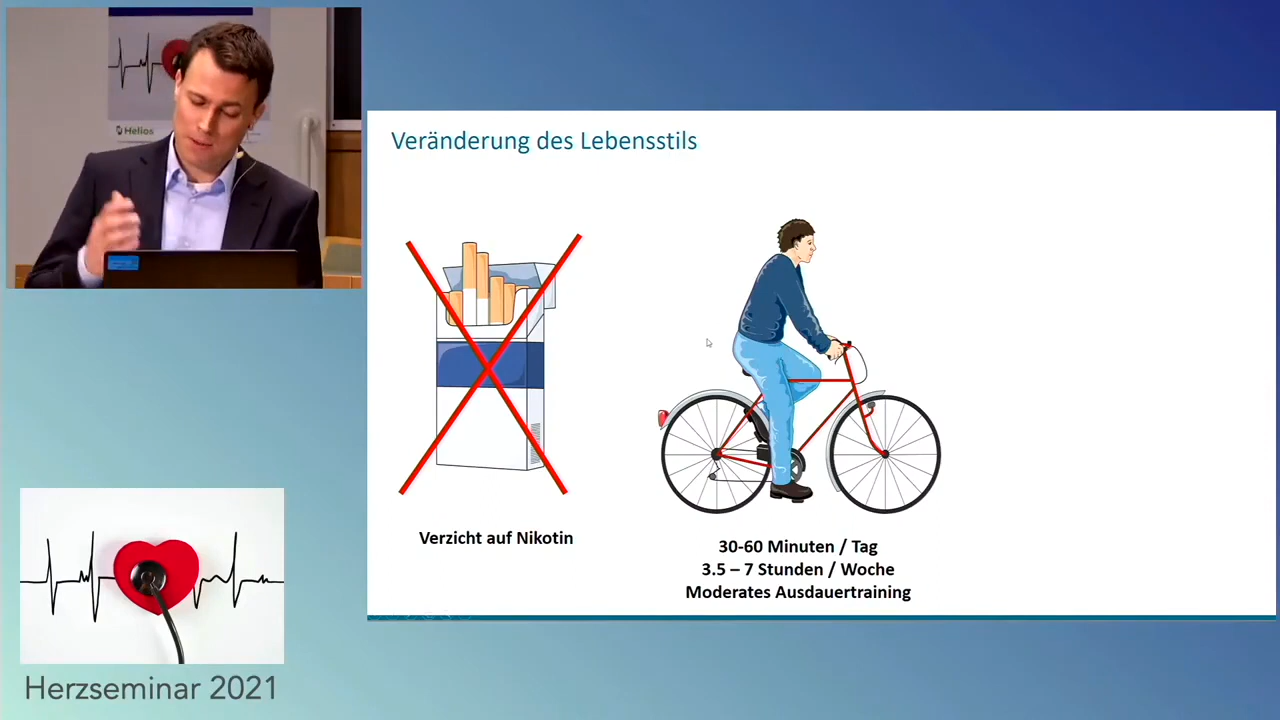 Helios
Veränderung des Lebensstils
Verzicht auf Nikotin
30-60 Minuten / Tag
3.5 – 7 Stunden / Woche
Moderates Ausdauertraining
Herzseminar 2021